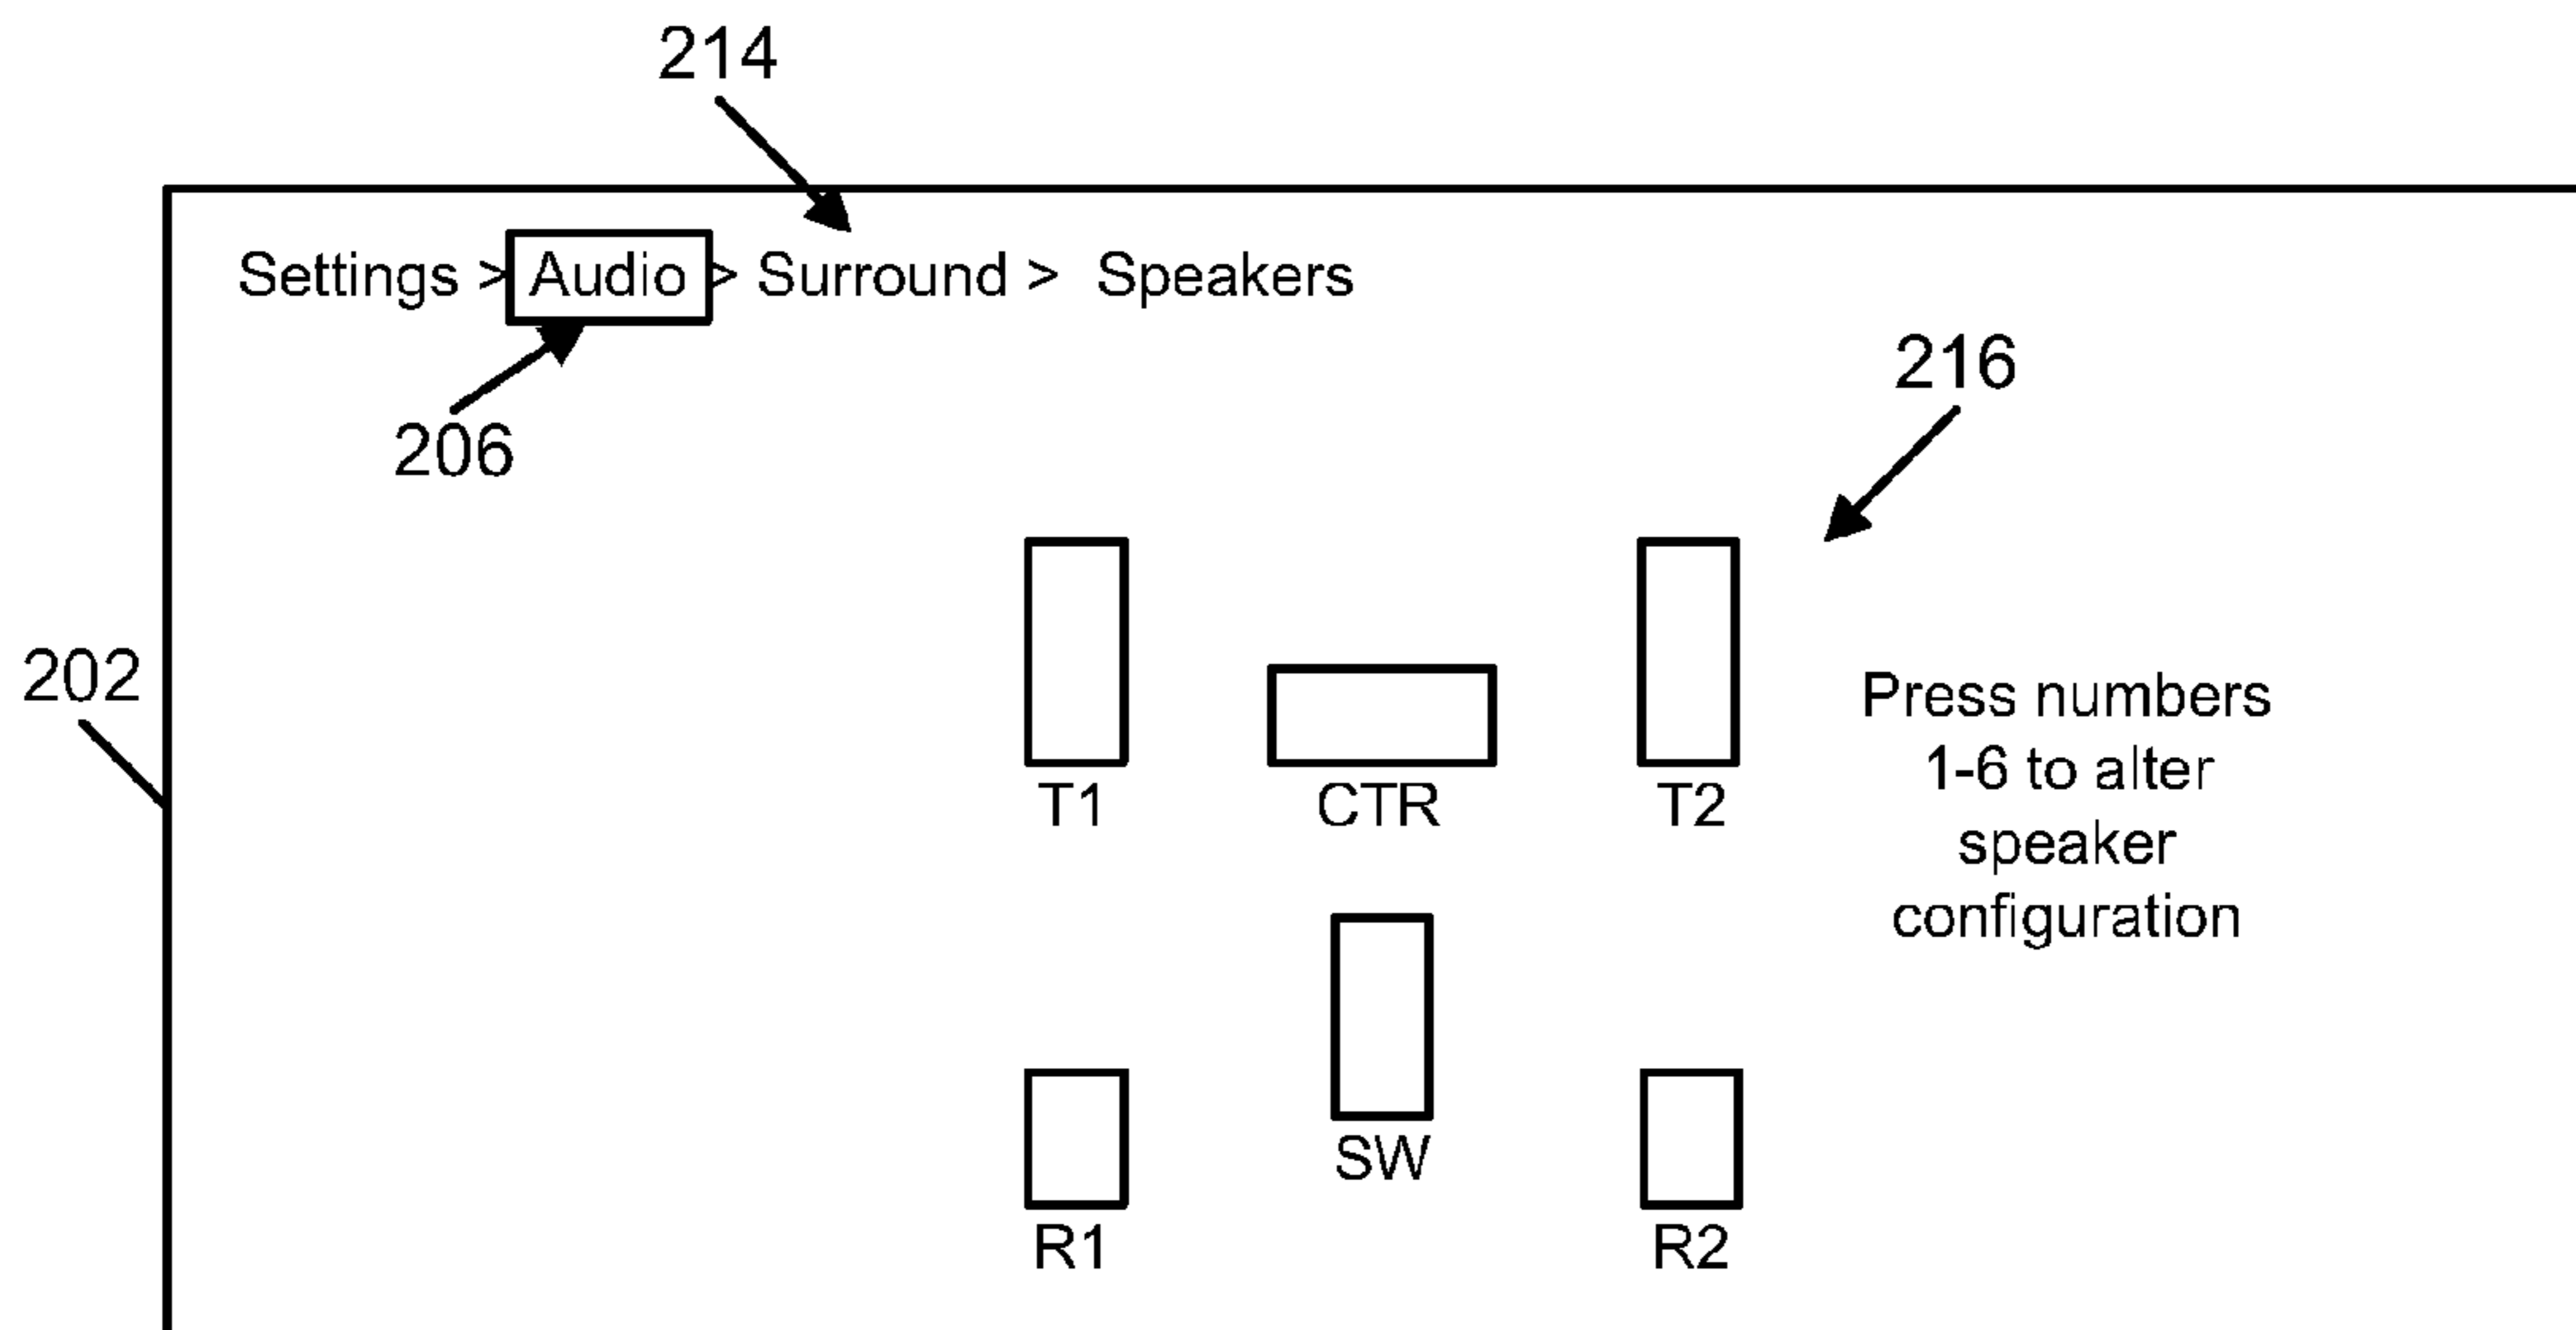 214
Settings > Audio > Surround > Speakers
206
216
202
Press numbers
1-6 to alter
speaker
configuration
T1
CTR
T2
SW
R1
R2